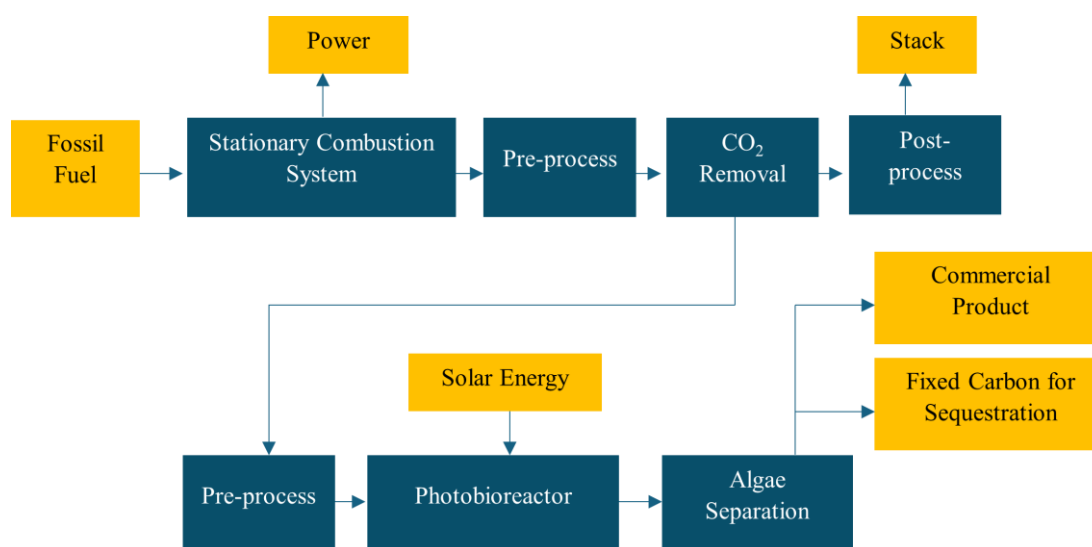 Power
Stack
Fossil
Fuel
Stationary Combustion
System
Pre-process
CO₂
Removal
Post-
process
Commercial
Product
Solar Energy
Fixed Carbon for
Sequestration
Pre-process
Photobioreactor
Algae
Separation